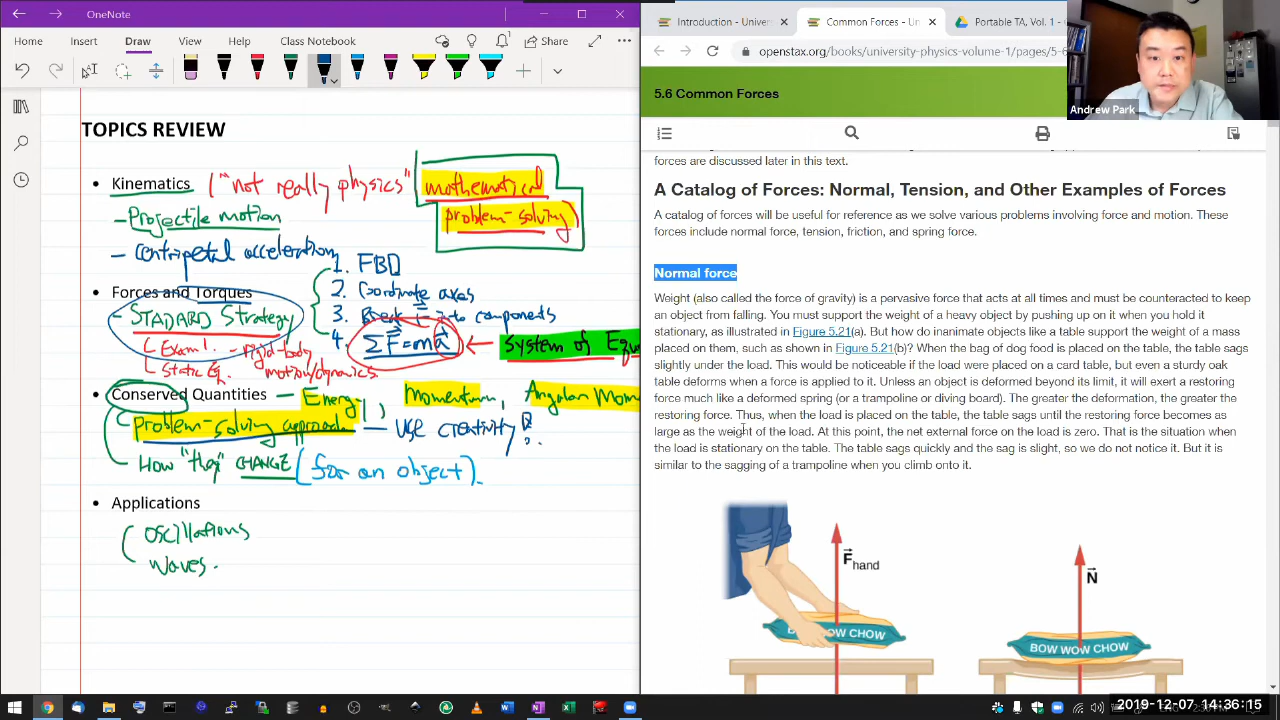 OneNote
Home
Insert
Draw
View
Help
Class Notebook
Share
TOPICS REVIEW
Kinematics ("not really physics" mathematical
problem-solving)
- Projectile motion
- Centripetal acceleration
1. FBD
Forces and Torques
2. Coordinate axes
- STADARD Strategy
3. Break F into components
4. ΣF=ma ← System of Equa
Exam 1. - rigid-body
Static Eq. motion/dynamics.
Conserved Quantities — Energy, Momentum, Angular Mom
Problem-solving approach — use creativity
- How "they" CHANGE (for an object).
Applications
Oscillations
Waves.
Introduction - Univer
Common Forces - Un
Portable TA, Vol. 1 -
openstax.org/books/university-physics-volume-1/pages/5-6
5.6 Common Forces
Andrew Park
forces are discussed later in this text.
A Catalog of Forces: Normal, Tension, and Other Examples of Forces
A catalog of forces will be useful for reference as we solve various problems involving force and motion. These
forces include normal force, tension, friction, and spring force.
Normal force
Weight (also called the force of gravity) is a pervasive force that acts at all times and must be counteracted to keep
an object from falling. You must support the weight of a heavy object by pushing up on it when you hold it
stationary, as illustrated in Figure 5.21(a). But how do inanimate objects like a table support the weight of a mass
placed on them, such as shown in Figure 5.21(b)? When the bag of dog food is placed on the table, the table sags
slightly under the load. This would be noticeable if the load were placed on a card table, but even a sturdy oak
table deforms when a force is applied to it. Unless an object is deformed beyond its limit, it will exert a restoring
force much like a deformed spring (or a trampoline or diving board). The greater the deformation, the greater the
restoring force. Thus, when the load is placed on the table, the table sags until the restoring force becomes as
large as the weight of the load. At this point, the net external force on the load is zero. That is the situation when
the load is stationary on the table. The table sags quickly and the sag is slight, so we do not notice it. But it is
similar to the sagging of a trampoline when you climb onto it.
F hand
N
WOW CHOW
BOW WOW CHOW
2019-12-07 14:36:15